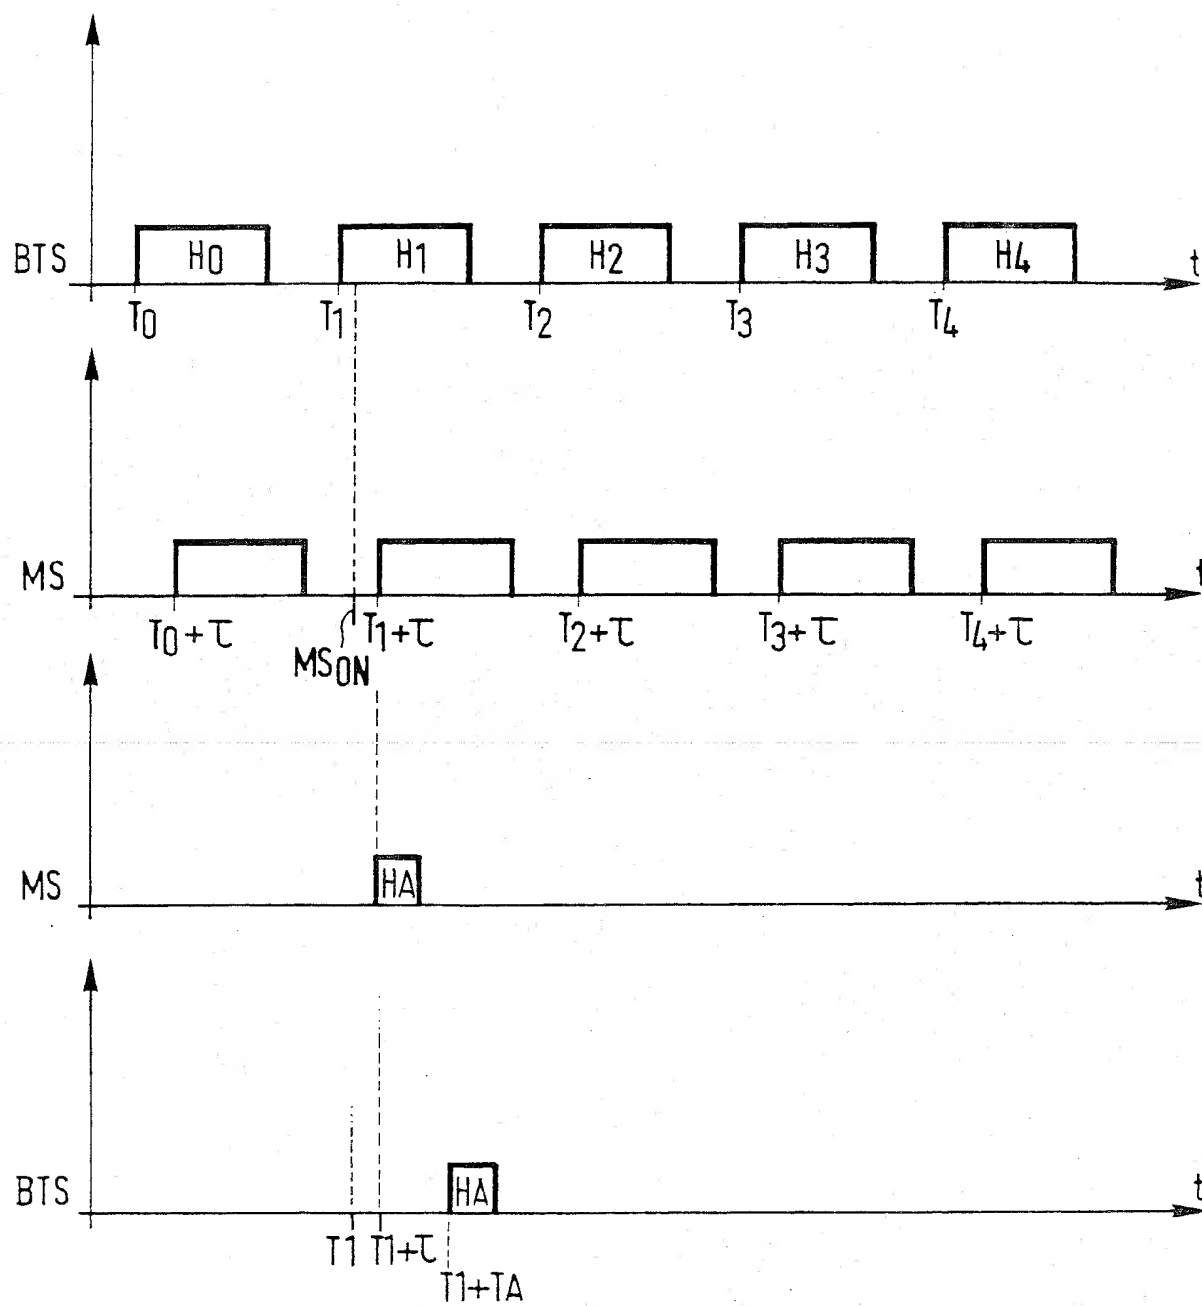 BTS H0 H1 H2 H3 H4 t
T0 T1 T2 T3 T4
MS t
T0+τ MSON T1+τ T2+τ T3+τ T4+τ
MS HA t
BTS HA t
T1 T1+τ
T1+TA